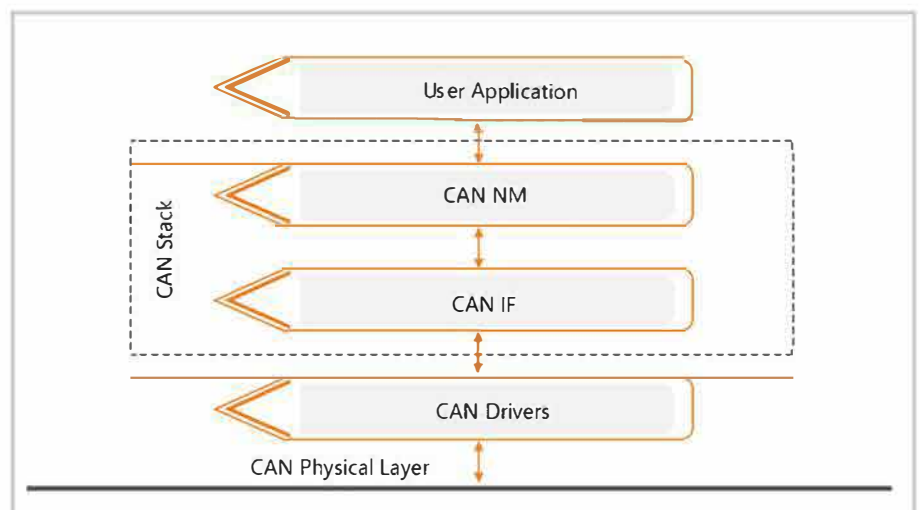 User Application
CAN Stack
CAN NM
CAN IF
CAN Drivers
CAN Physical Layer